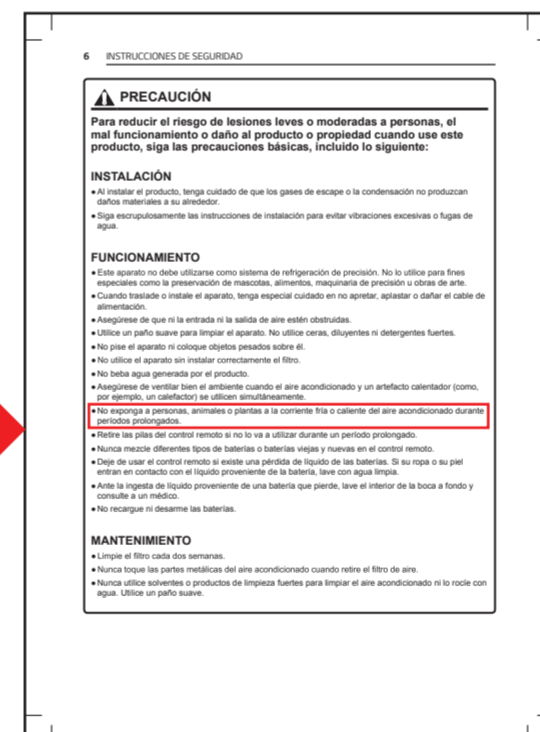 6 INSTRUCCIONES DE SEGURIDAD
PRECAUCIÓN
Para reducir el riesgo de lesiones leves o moderadas a personas, el
mal funcionamiento o daño al producto o propiedad cuando use este
producto, siga las precauciones básicas, incluido lo siguiente:
INSTALACIÓN
• Al instalar el producto, tenga cuidado de que los gases de escape o la condensación no produzcan
daños materiales a su alrededor.
• Siga escrupulosamente las instrucciones de instalación para evitar vibraciones excesivas o fugas de
agua.
FUNCIONAMIENTO
• Este aparato no debe utilizarse como sistema de refrigeración de precisión. No lo utilice para fines
especiales como la preservación de mascotas, alimentos, maquinaria de precisión u obras de arte.
• Cuando traslade o instale el aparato, tenga especial cuidado en no apretar, aplastar o dañar el cable de
alimentación.
• Asegúrese de que ni la entrada ni la salida de aire estén obstruidas.
• Utilice un paño suave para limpiar el aparato. No utilice ceras, diluyentes ni detergentes fuertes.
• No pise el aparato ni coloque objetos pesados sobre él.
• No utilice el aparato sin instalar correctamente el filtro.
• No beba agua generada por el producto.
• Asegúrese de ventilar bien el ambiente cuando el aire acondicionado y un artefacto calentador (como,
por ejemplo, un calefactor) se utilicen simultáneamente.
• No exponga a personas, animales o plantas a la corriente fría o caliente del aire acondicionado durante
períodos prolongados.
• Retire las pilas del control remoto si no lo va a utilizar durante un período prolongado.
• Nunca mezcle diferentes tipos de baterías o baterías viejas y nuevas en el control remoto.
• Deje de usar el control remoto si existe una pérdida de líquido de las baterías. Si su ropa o su piel
entran en contacto con el líquido proveniente de la batería, lave con agua limpia.
• Ante la ingesta de líquido proveniente de una batería que pierde, lave el interior de la boca a fondo y
consulte a un médico.
• No recargue ni desarme las baterías.
MANTENIMIENTO
• Limpie el filtro cada dos semanas.
• Nunca toque las partes metálicas del aire acondicionado cuando retire el filtro de aire.
• Nunca utilice solventes o productos de limpieza fuertes para limpiar el aire acondicionado ni lo rocíe con
agua. Utilice un paño suave.